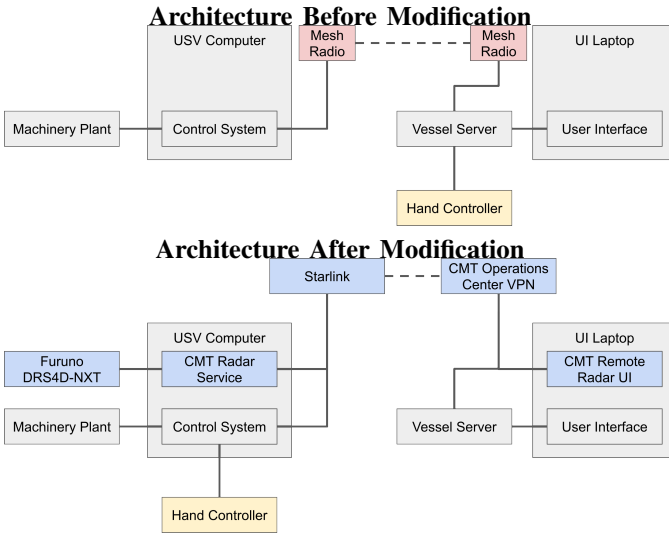 Architecture Before Modification
USV Computer
Mesh
Radio
Mesh
Radio
UI Laptop
Machinery Plant
Control System
Vessel Server
User Interface
Hand Controller
Architecture After Modification
Starlink
CMT Operations
Center VPN
USV Computer
UI Laptop
Furuno
DRS4D-NXT
CMT Radar
Service
CMT Remote
Radar UI
Machinery Plant
Control System
Vessel Server
User Interface
Hand Controller